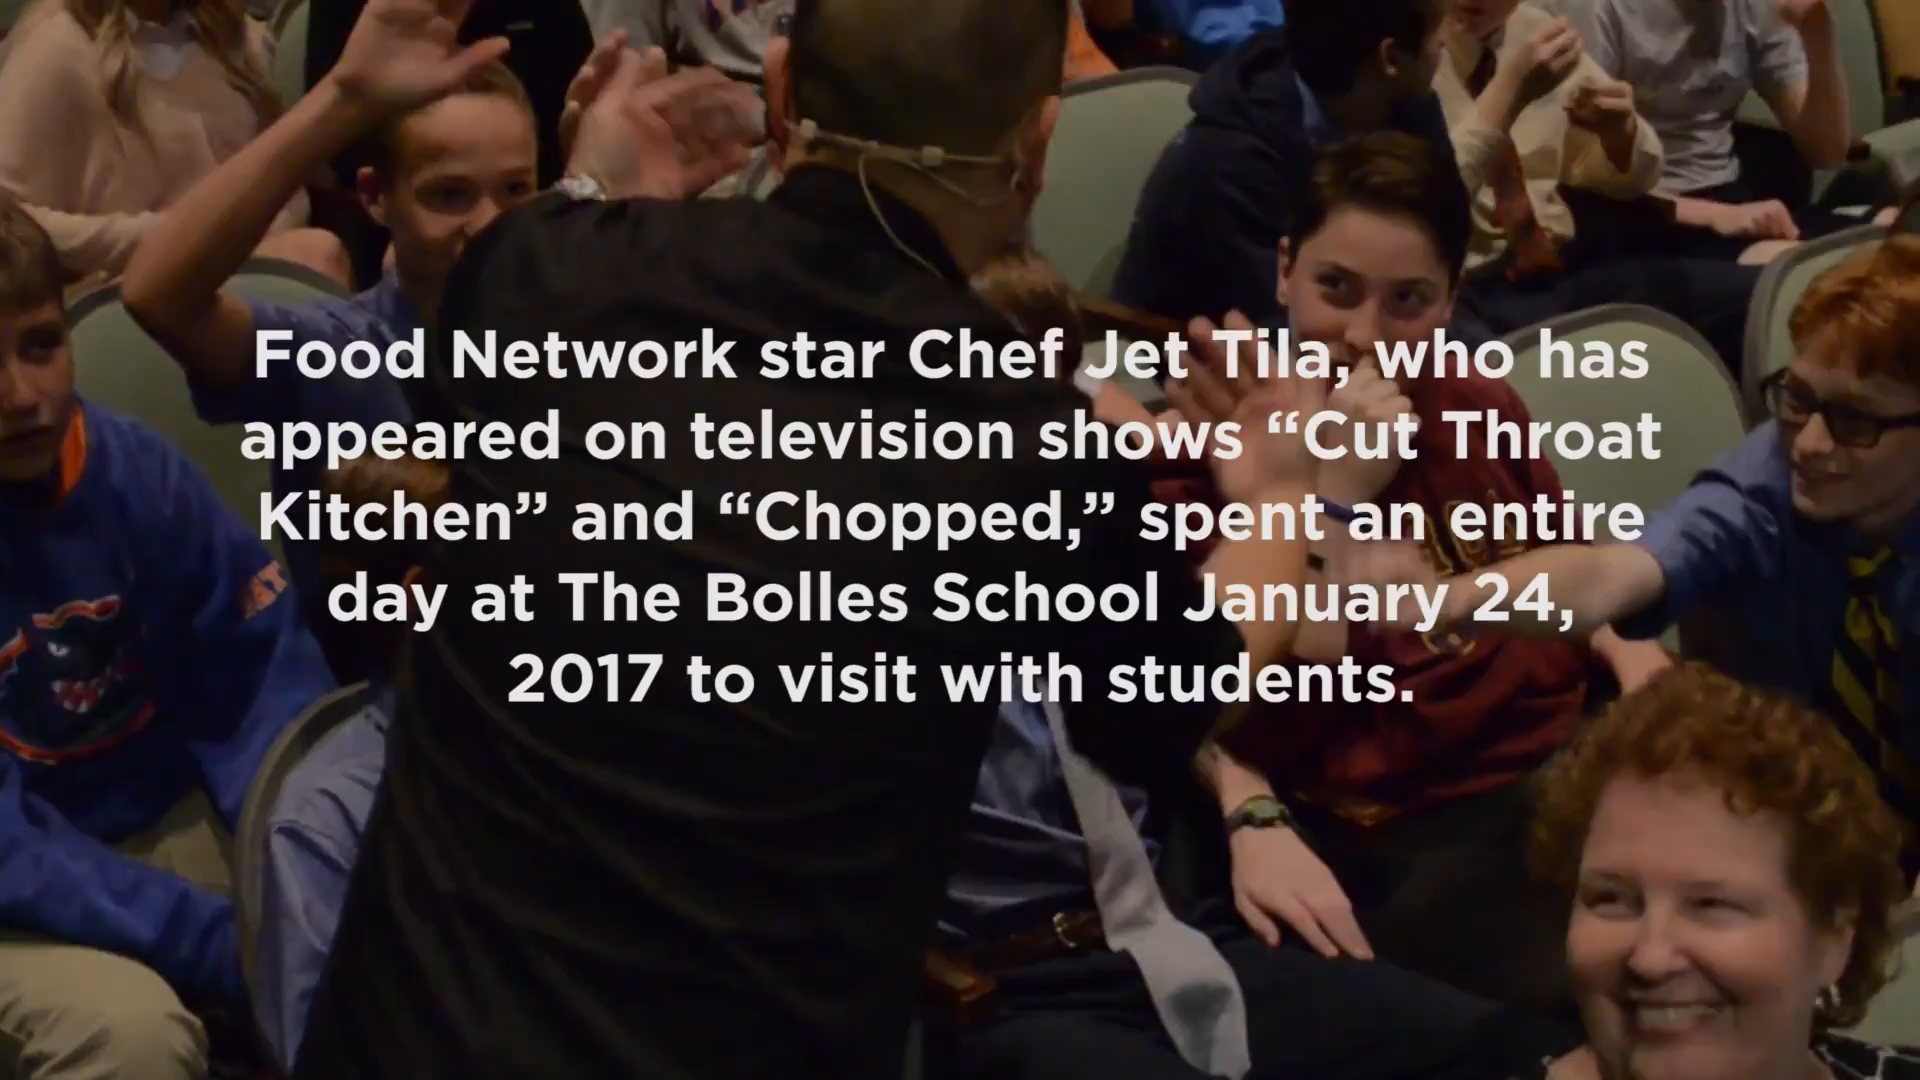 Food Network star Chef Jet Tila, who has
appeared on television shows “Cut Throat
Kitchen” and “Chopped,” spent an entire
day at The Bolles School January 24,
2017 to visit with students.